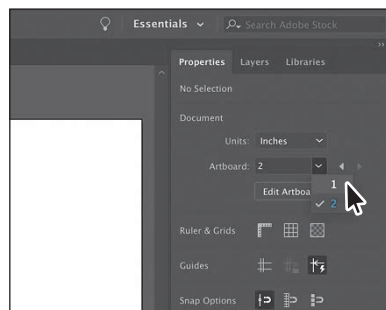 Essentials Search Adobe Stock
Properties Layers Libraries
No Selection
Document
Units: Inches
Artboard: 2
1
Edit Artboa
2
Ruler & Grids
Guides
Snap Options